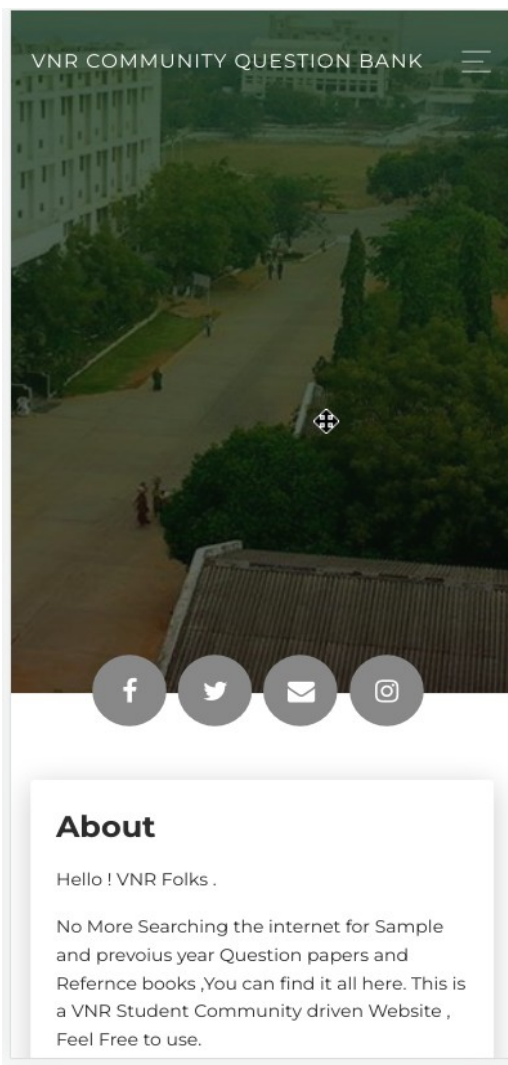 VNR COMMUNITY QUESTION BANK
About
Hello ! VNR Folks .
No More Searching the internet for Sample
and prevoius year Question papers and
Refernce books ,You can find it all here. This is
a VNR Student Community driven Website ,
Feel Free to use.